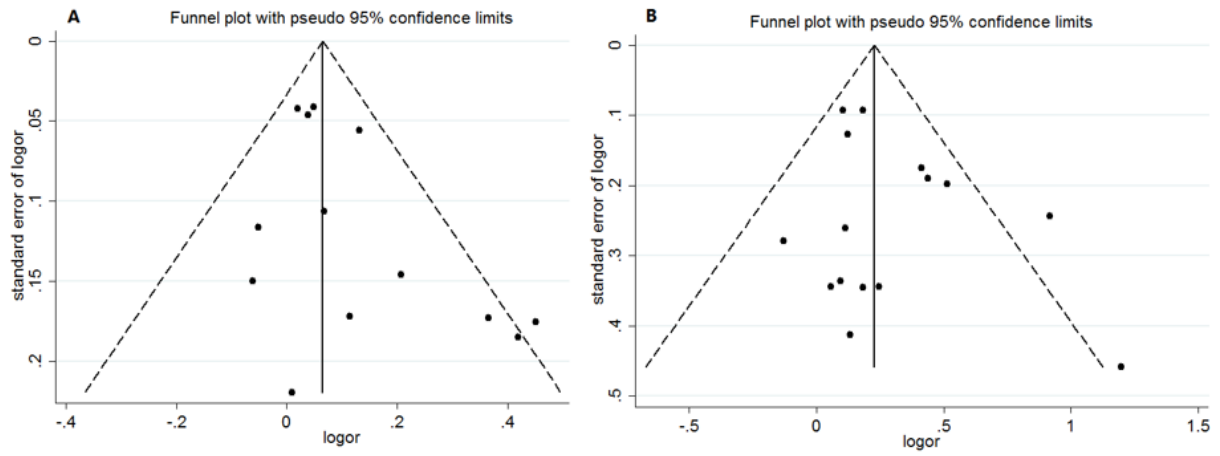 A
Funnel plot with pseudo 95% confidence limits
standard error of logor
0
.05
.1
.15
.2
-.4
-.2
0
.2
.4
logor
B
Funnel plot with pseudo 95% confidence limits
standard error of logor
0
.1
.2
.3
.4
.5
-.5
0
.5
1
1.5
logor